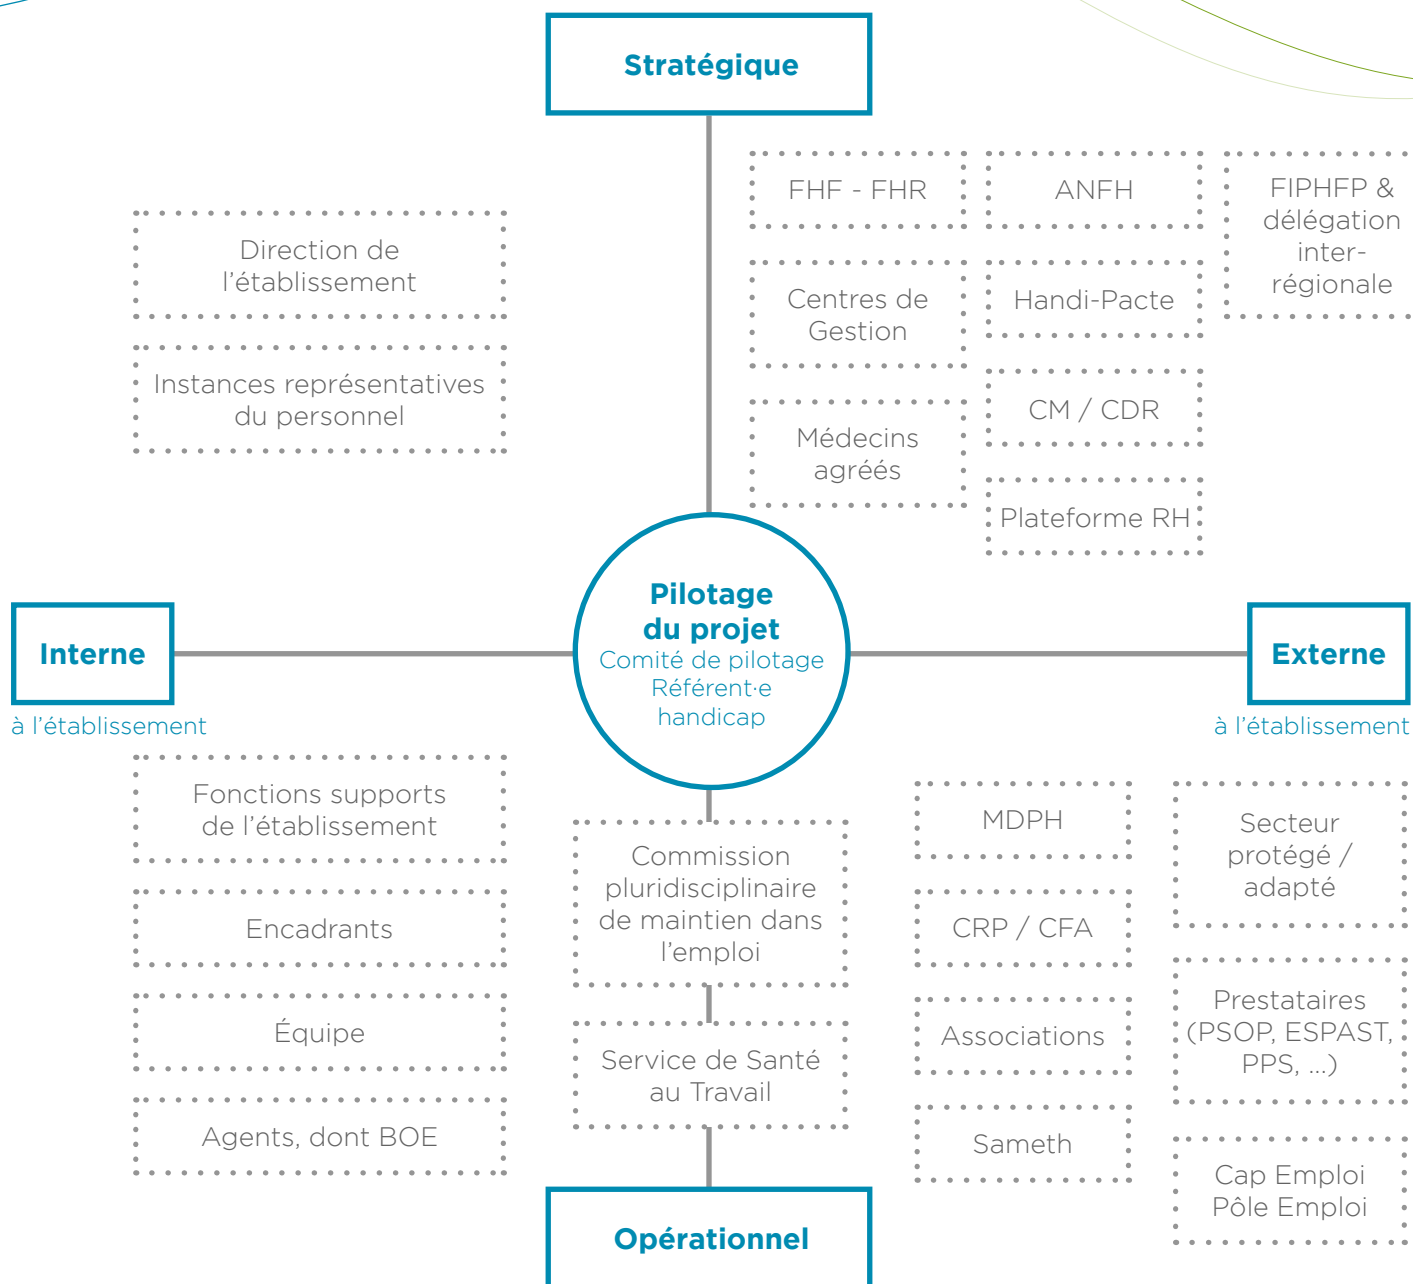 Stratégique
FHF - FHR
ANFH
FIPHFP &
délégation
inter-
régionale
Direction de
l’établissement
Centres de
Gestion
Handi-Pacte
Instances représentatives
du personnel
CM / CDR
Médecins
agréés
Plateforme RH
Pilotage
du projet
Comité de pilotage
Référent·e
handicap
Interne
à l’établissement
Externe
à l’établissement
Fonctions supports
de l’établissement
Encadrants
Équipe
Agents, dont BOE
Commission
pluridisciplinaire
de maintien dans
l’emploi
Service de Santé
au Travail
MDPH
CRP / CFA
Associations
Sameth
Secteur
protégé /
adapté
Prestataires
(PSOP, ESPAST,
PPS, ...)
Cap Emploi
Pôle Emploi
Opérationnel